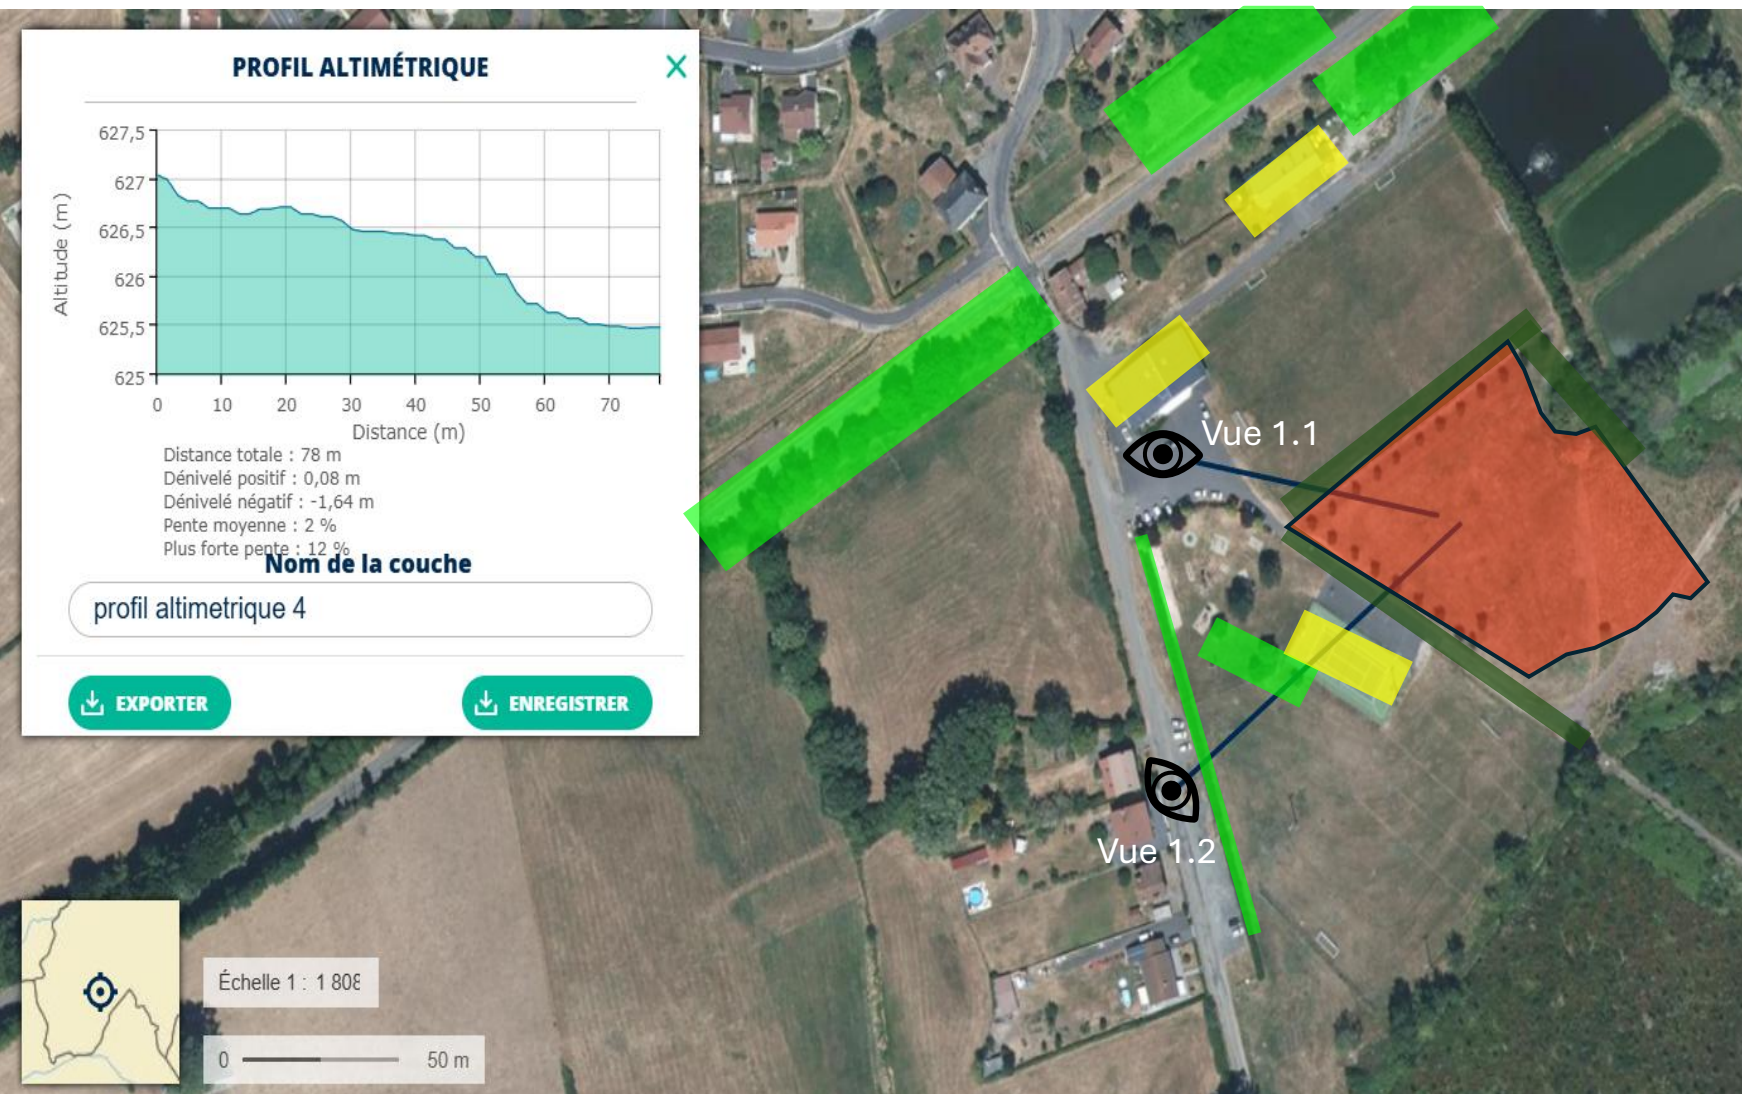 PROFIL ALTIMÉTRIQUE
627,5
627
626,5
626
625,5
625
Altitude (m)
0 10 20 30 40 50 60 70
Distance (m)
Distance totale : 78 m
Dénivelé positif : 0,08 m
Dénivelé négatif : -1,64 m
Pente moyenne : 2 %
Plus forte pente : 12 %
Nom de la couche
profil altimetrique 4
EXPORTER
ENREGISTRER
Vue 1.1
Vue 1.2
Échelle 1 : 1 808
0 50 m